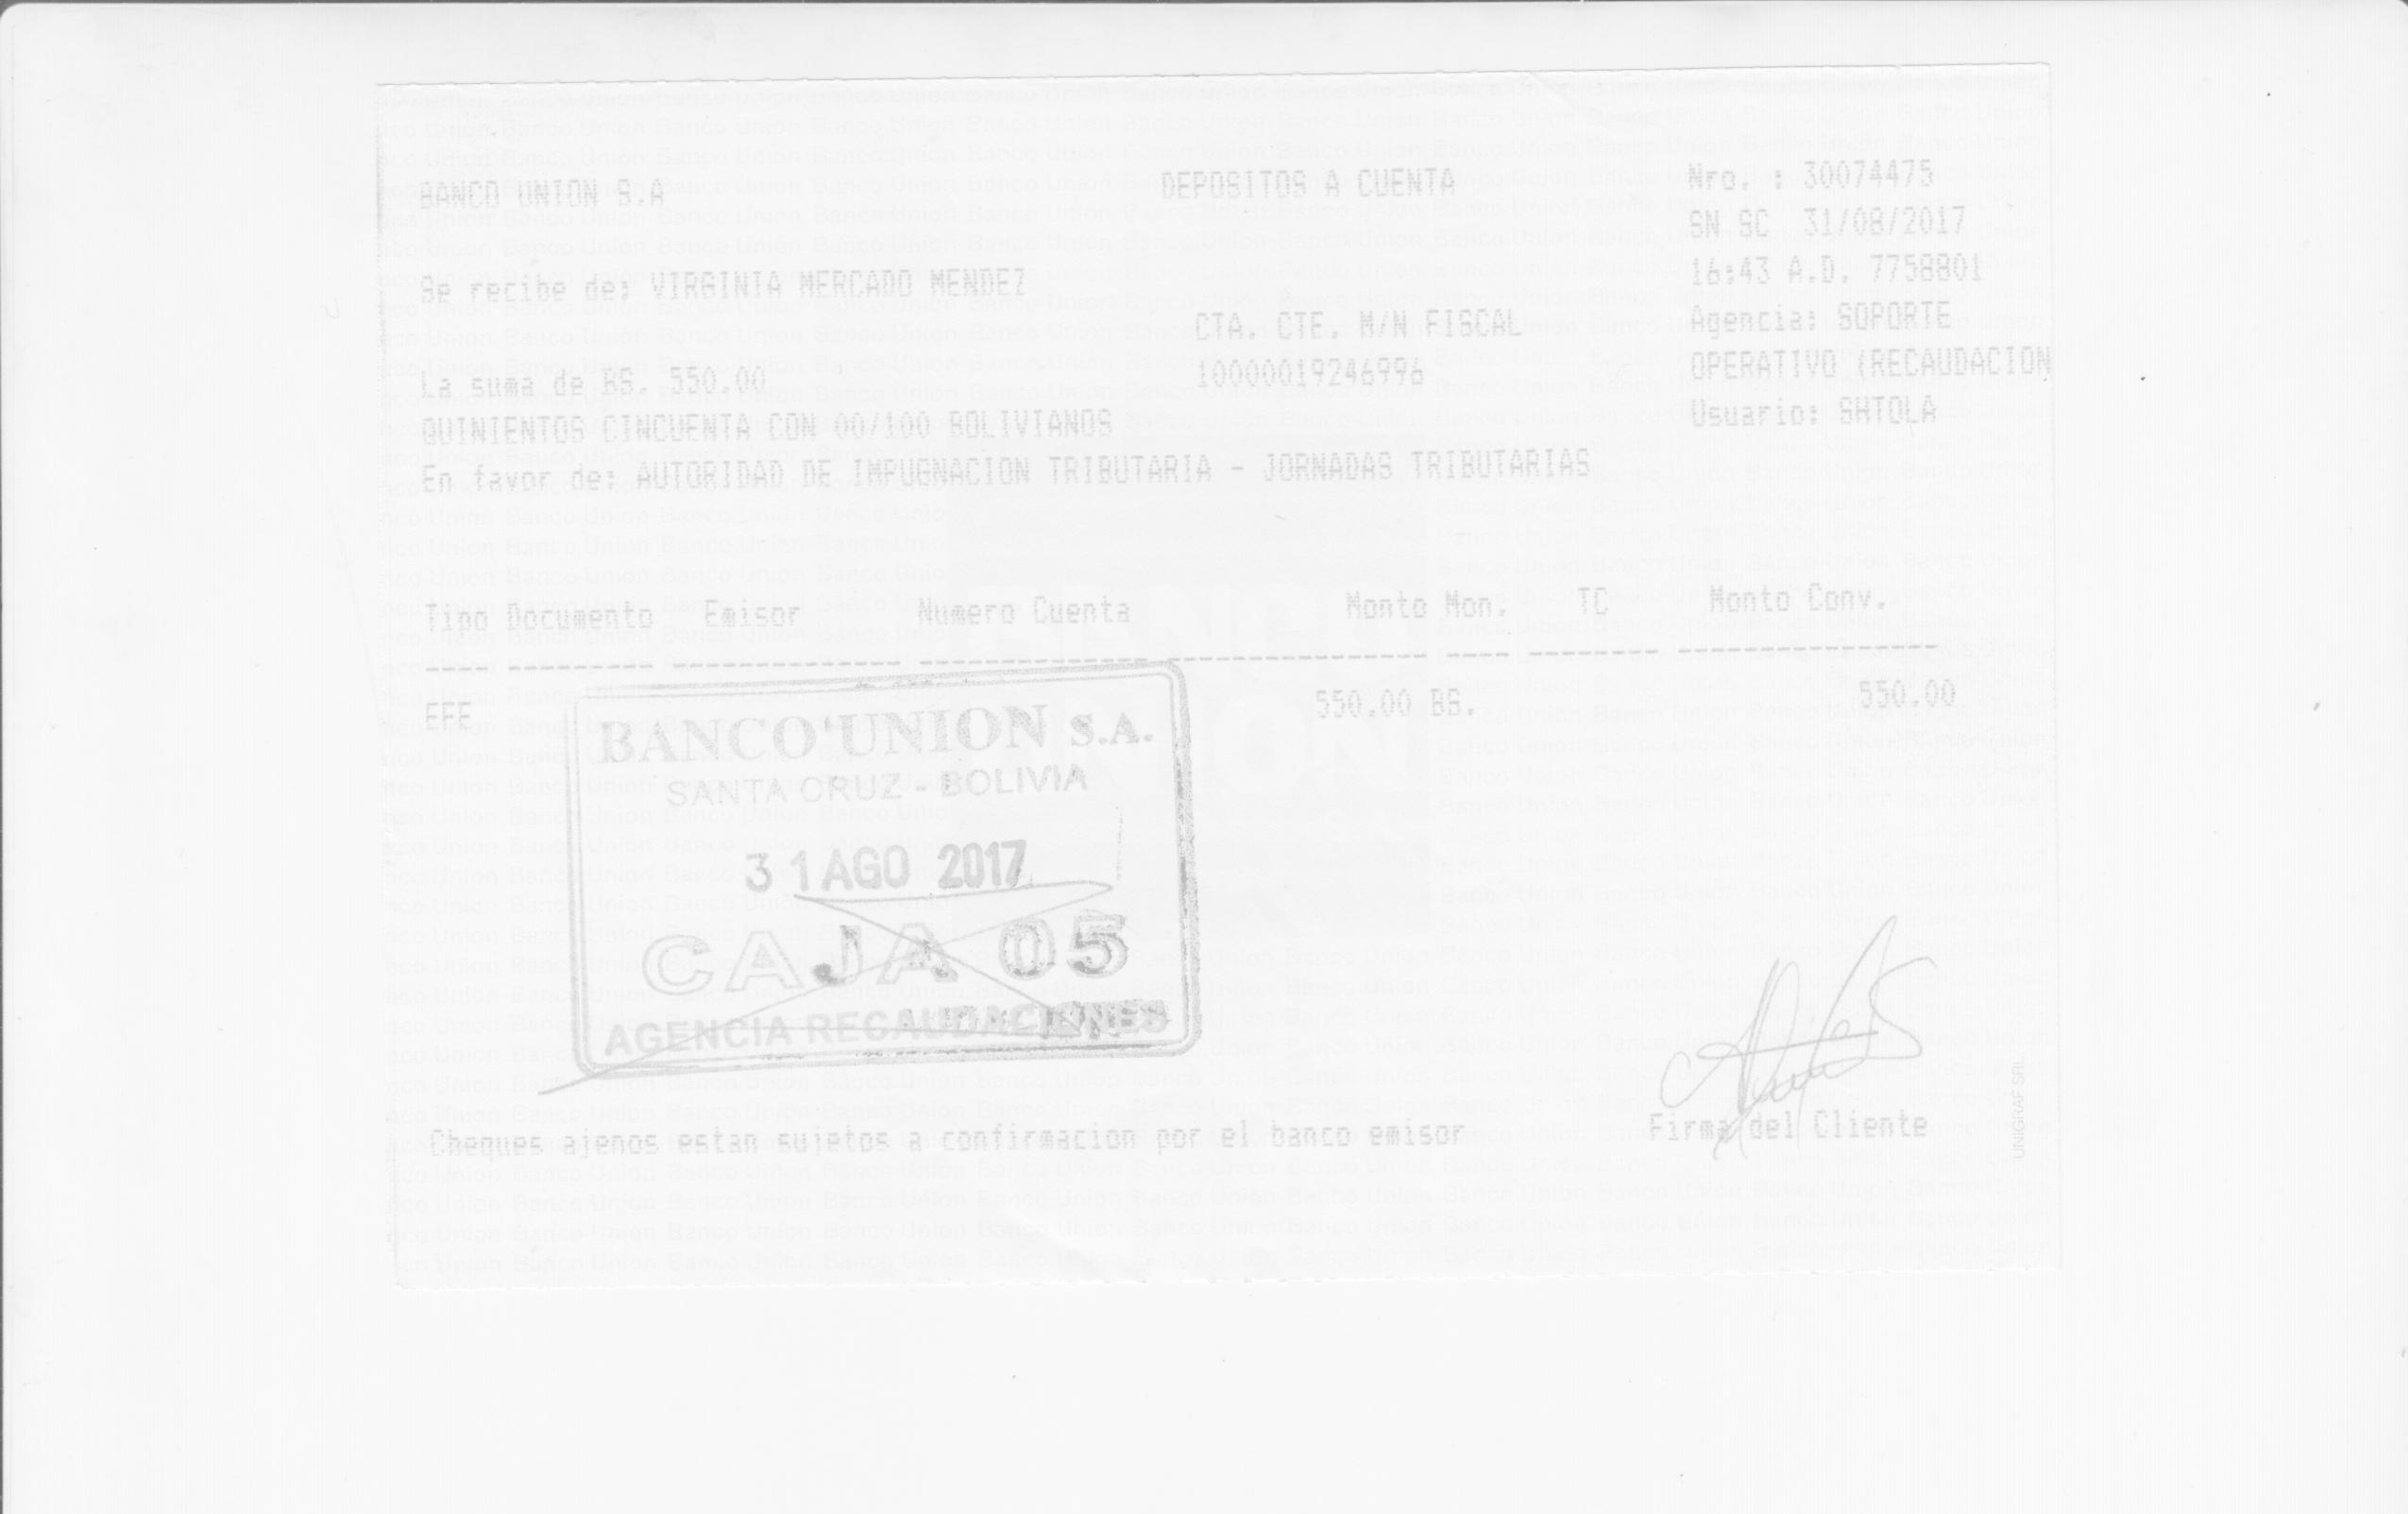 BANCO UNION S.A DEPOSITOS A CUENTA Nro. : 30074475
SN SC 31/08/2017
Se recibe de: VIRGINIA MERCADO MENDEZ 16:43 A.D. 7758801
CTA. CTE. M/N FISCAL Agencia: SOPORTE
La suma de BS. 550.00 10000019246996 OPERATIVO (RECAUDACION
QUINIENTOS CINCUENTA CON 00/100 BOLIVIANOS Usuario: SHTOLA
En favor de: AUTORIDAD DE IMPUGNACION TRIBUTARIA - JORNADAS TRIBUTARIAS
Tipo Documento Emisor Numero Cuenta Monto Mon. TC Monto Conv.
EFE 550.00 BS. 550.00
BANCO UNION S.A.
SANTA CRUZ - BOLIVIA
31 AGO 2017
CAJA 05
AGENCIA RECAUDACIONES
Cheques ajenos estan sujetos a confirmacion por el banco emisor Firma del Cliente
UNIGRAF SRL